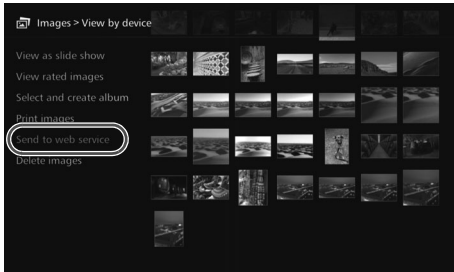 Images > View by device
View as slide show
View rated images
Select and create album
Print images
Send to web service
Delete images